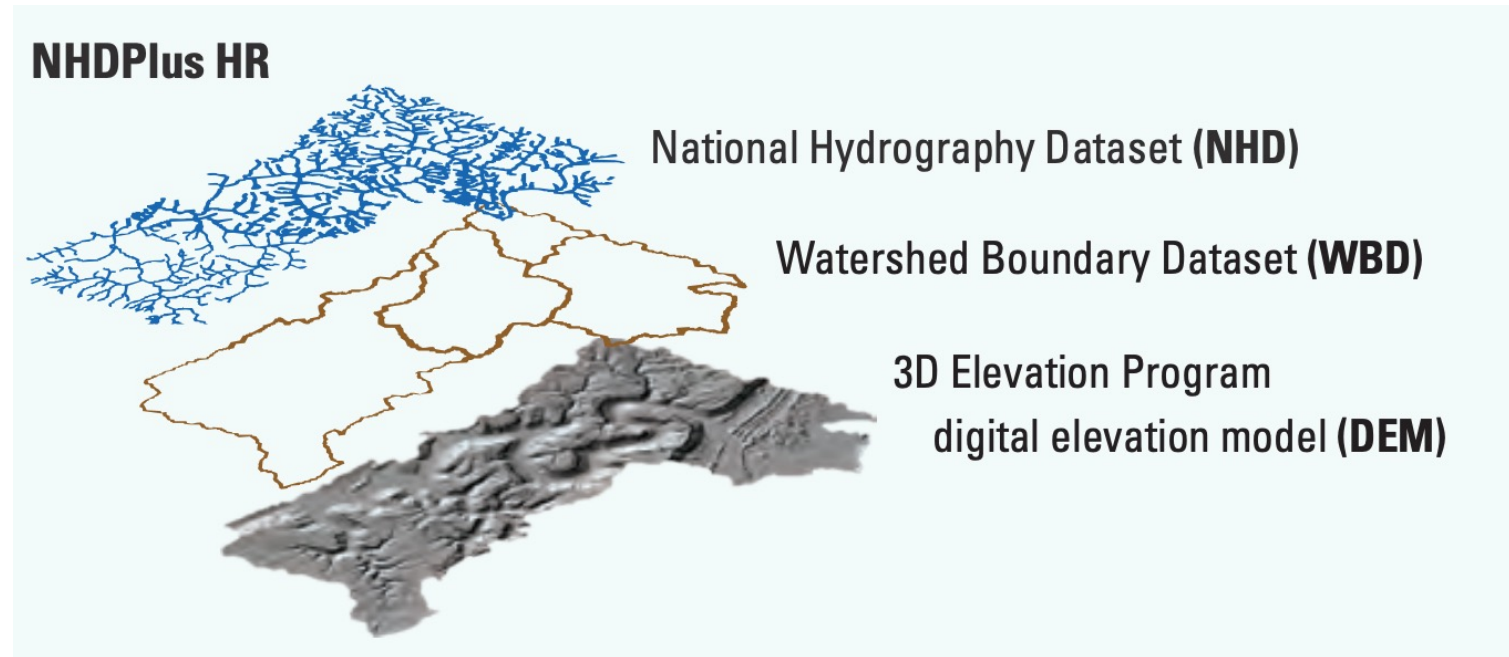 NHDPlus HR
National Hydrography Dataset (NHD)
Watershed Boundary Dataset (WBD)
3D Elevation Program
digital elevation model (DEM)